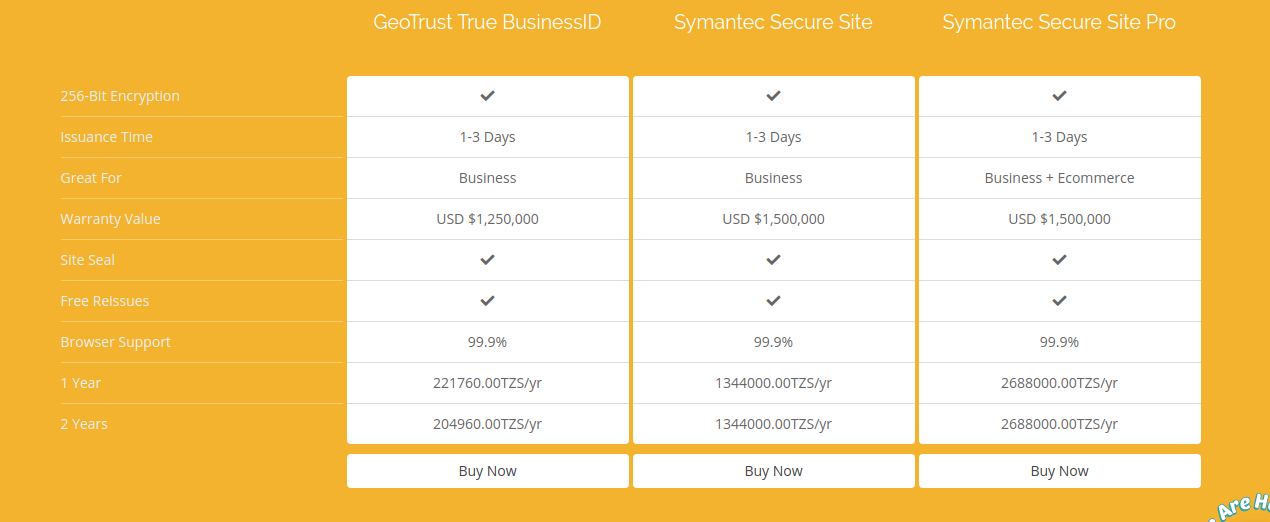 GeoTrust True BusinessID Symantec Secure Site Symantec Secure Site Pro
256-Bit Encryption
Issuance Time 1-3 Days 1-3 Days 1-3 Days
Great For Business Business Business + Ecommerce
Warranty Value USD $1,250,000 USD $1,500,000 USD $1,500,000
Site Seal
Free ReIssues
Browser Support 99.9% 99.9% 99.9%
1 Year 221760.00TZS/yr 1344000.00TZS/yr 2688000.00TZS/yr
2 Years 204960.00TZS/yr 1344000.00TZS/yr 2688000.00TZS/yr
Buy Now Buy Now Buy Now
Are